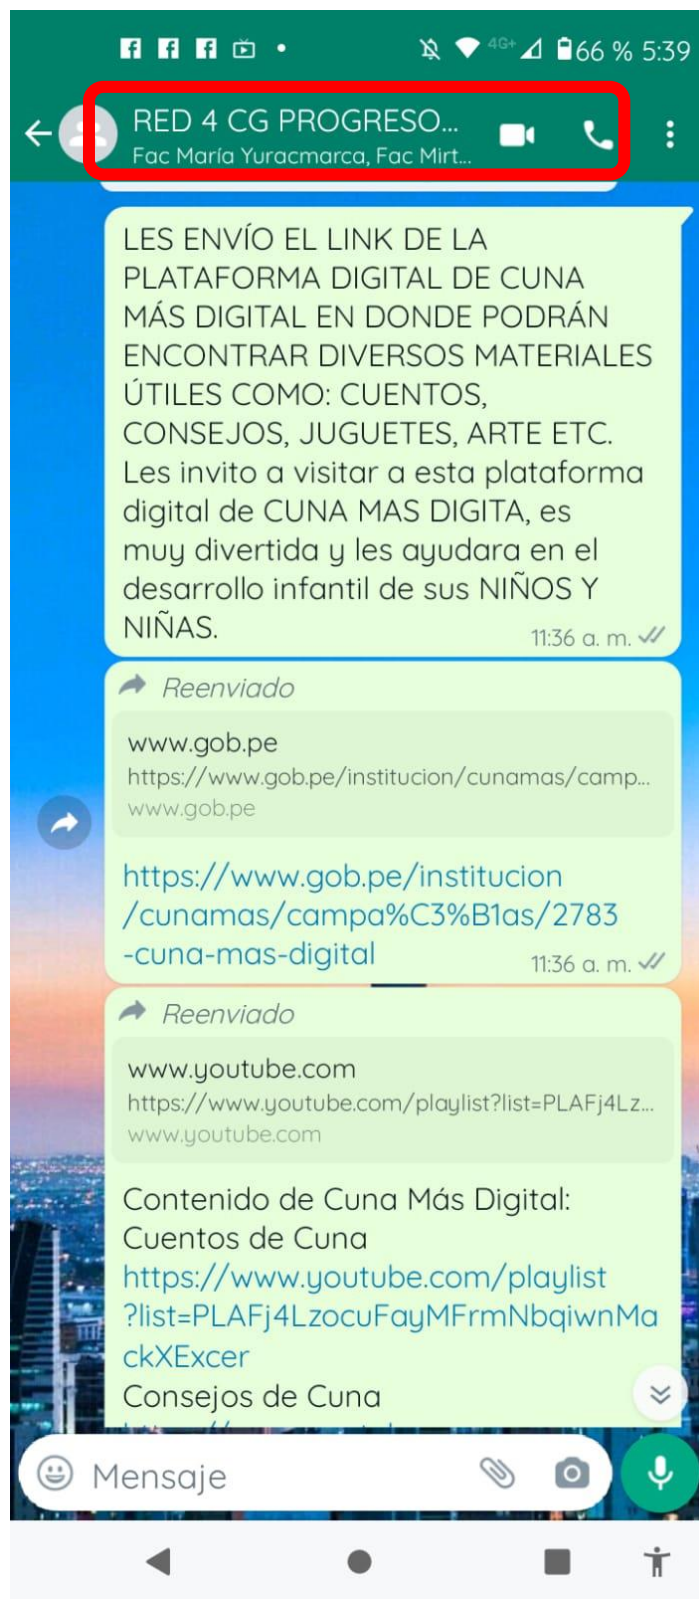 4G+ 66 % 5:39
RED 4 CG PROGRESO...
Fac María Yuracmarca, Fac Mirt...
LES ENVÍO EL LINK DE LA
PLATAFORMA DIGITAL DE CUNA
MÁS DIGITAL EN DONDE PODRÁN
ENCONTRAR DIVERSOS MATERIALES
ÚTILES COMO: CUENTOS,
CONSEJOS, JUGUETES, ARTE ETC.
Les invito a visitar a esta plataforma
digital de CUNA MAS DIGITA, es
muy divertida y les ayudara en el
desarrollo infantil de sus NIÑOS Y
NIÑAS.
11:36 a. m.
Reenviado
www.gob.pe
https://www.gob.pe/institucion/cunamas/camp...
www.gob.pe
https://www.gob.pe/institucion
/cunamas/campa%C3%B1as/2783
-cuna-mas-digital
11:36 a. m.
Reenviado
www.youtube.com
https://www.youtube.com/playlist?list=PLAFj4Lz...
www.youtube.com
Contenido de Cuna Más Digital:
Cuentos de Cuna
https://www.youtube.com/playlist
?list=PLAFj4LzocuFayMFrmNbqiwnMa
ckXExcer
Consejos de Cuna
Mensaje